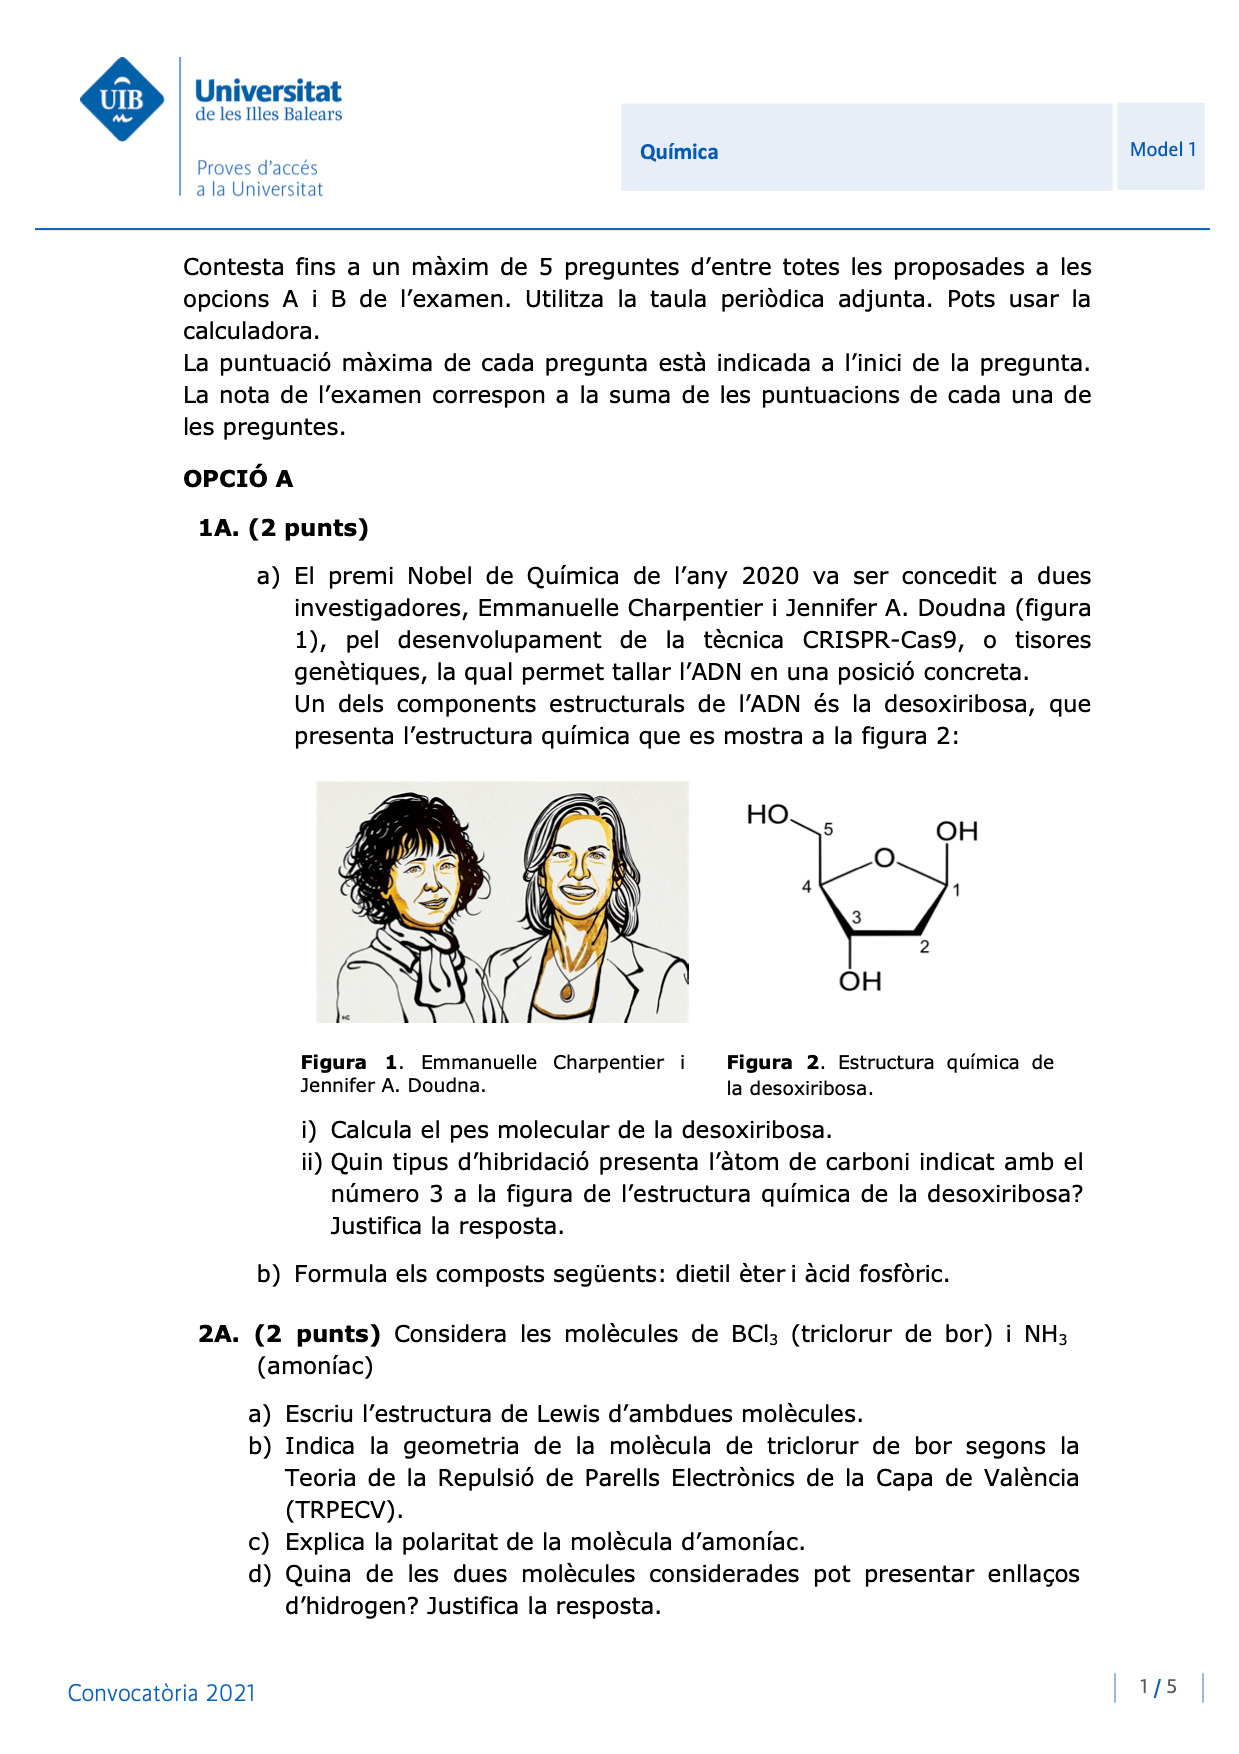 UIB
Universitat
de les Illes Balears
Proves d'accés
a la Universitat
Química
Model 1
Contesta fins a un màxim de 5 preguntes d'entre totes les proposades a les
opcions A i B de l'examen. Utilitza la taula periòdica adjunta. Pots usar la
calculadora.
La puntuació màxima de cada pregunta està indicada a l'inici de la pregunta.
La nota de l'examen correspon a la suma de les puntuacions de cada una de
les preguntes.
OPCIÓ A
1A. (2 punts)
a) El premi Nobel de Química de l'any 2020 va ser concedit a dues
investigadores, Emmanuelle Charpentier i Jennifer A. Doudna (figura
1), pel desenvolupament de la tècnica CRISPR-Cas9, o tisores
genètiques, la qual permet tallar l'ADN en una posició concreta.
Un dels components estructurals de l'ADN és la desoxiribosa, que
presenta l'estructura química que es mostra a la figura 2:
HO
5
OH
O
4
1
3
2
OH
Figura 1. Emmanuelle Charpentier i
Jennifer A. Doudna.
Figura 2. Estructura química de
la desoxiribosa.
i) Calcula el pes molecular de la desoxiribosa.
ii) Quin tipus d'hibridació presenta l'àtom de carboni indicat amb el
número 3 a la figura de l'estructura química de la desoxiribosa?
Justifica la resposta.
b) Formula els composts següents: dietil èter i àcid fosfòric.
2A. (2 punts) Considera les molècules de BCl₃ (triclorur de bor) i NH₃
(amoníac)
a) Escriu l'estructura de Lewis d'ambdues molècules.
b) Indica la geometria de la molècula de triclorur de bor segons la
Teoria de la Repulsió de Parells Electrònics de la Capa de València
(TRPECV).
c) Explica la polaritat de la molècula d'amoníac.
d) Quina de les dues molècules considerades pot presentar enllaços
d'hidrogen? Justifica la resposta.
Convocatòria 2021
1 / 5